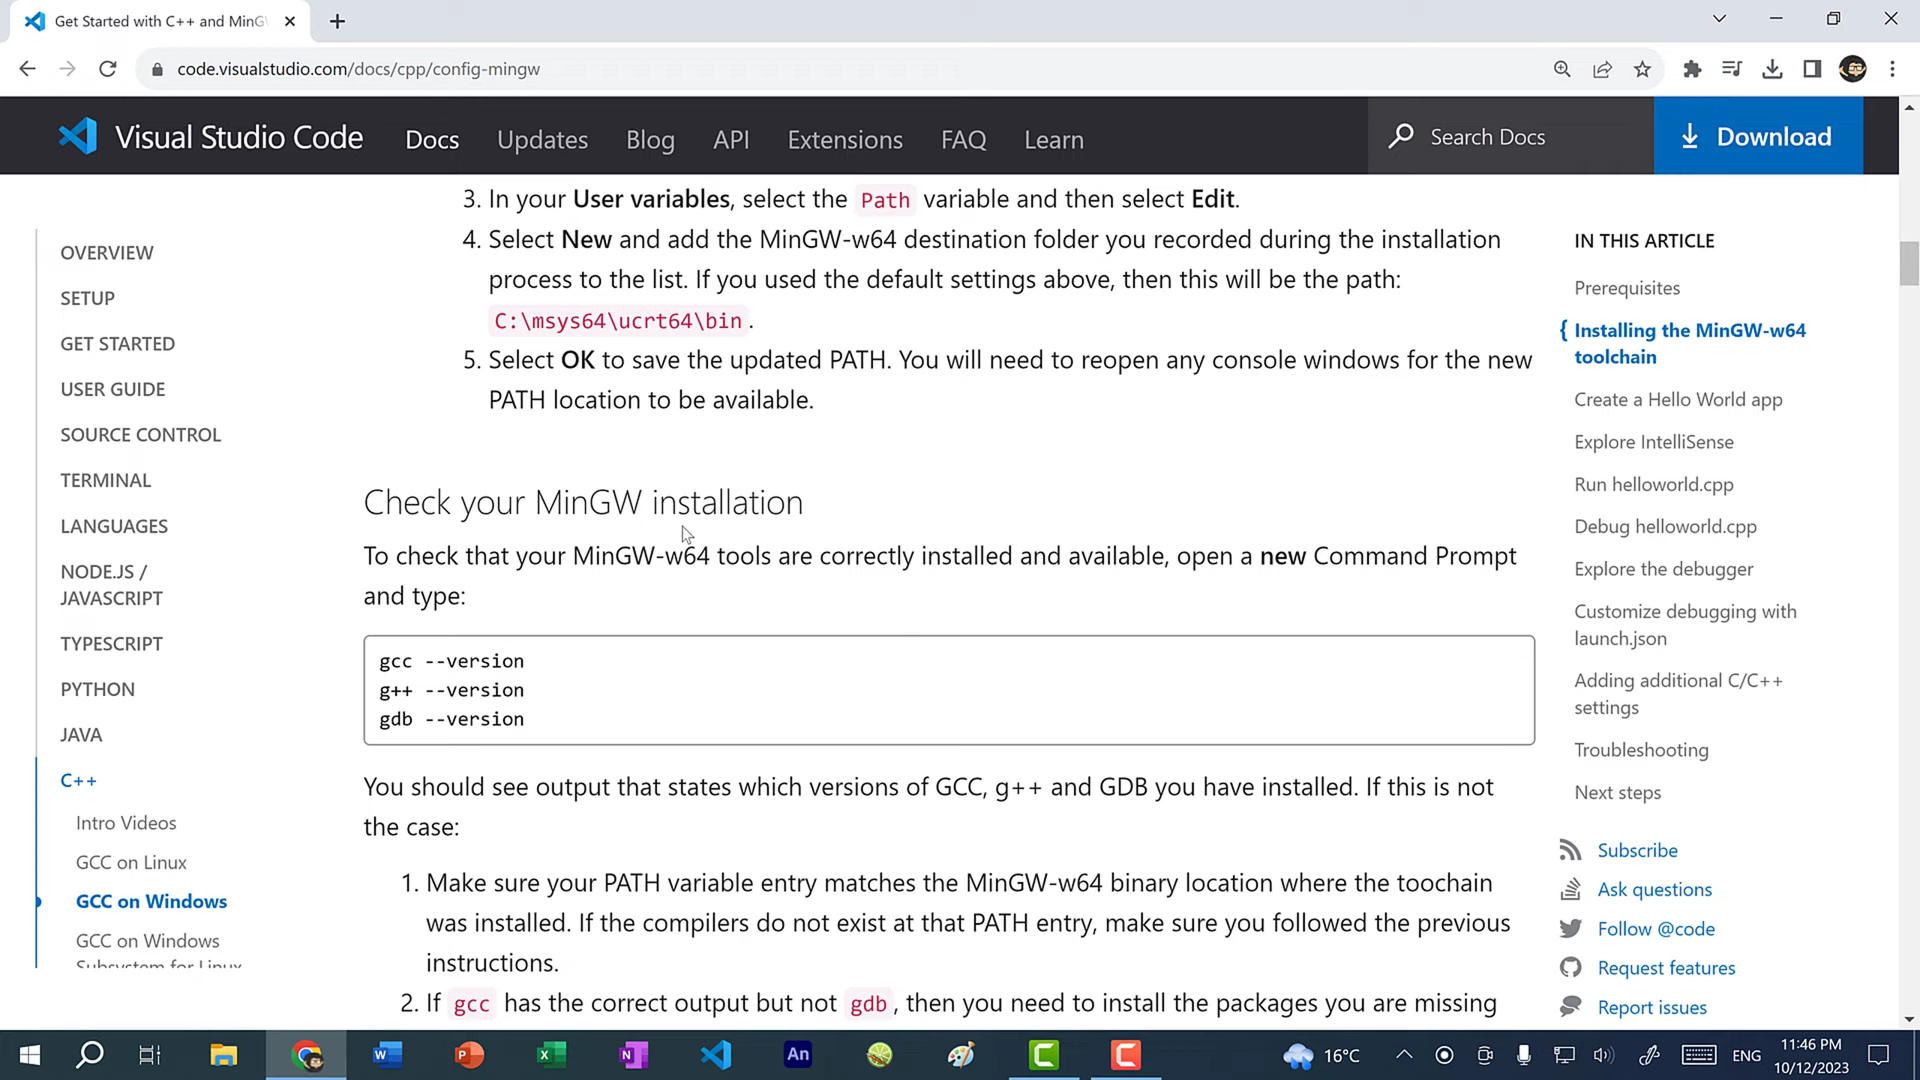 Get Started with C++ and MinG
code.visualstudio.com/docs/cpp/config-mingw
Visual Studio Code
Docs
Updates
Blog
API
Extensions
FAQ
Learn
Search Docs
Download
OVERVIEW
SETUP
GET STARTED
USER GUIDE
SOURCE CONTROL
TERMINAL
LANGUAGES
NODE.JS /
JAVASCRIPT
TYPESCRIPT
PYTHON
JAVA
C++
Intro Videos
GCC on Linux
GCC on Windows
GCC on Windows
Subsystem for Linux
3. In your User variables, select the Path variable and then select Edit.
4. Select New and add the MinGW-w64 destination folder you recorded during the installation
process to the list. If you used the default settings above, then this will be the path:
C:\msys64\ucrt64\bin .
5. Select OK to save the updated PATH. You will need to reopen any console windows for the new
PATH location to be available.
Check your MinGW installation
To check that your MinGW-w64 tools are correctly installed and available, open a new Command Prompt
and type:
gcc --version
g++ --version
gdb --version
You should see output that states which versions of GCC, g++ and GDB you have installed. If this is not
the case:
1. Make sure your PATH variable entry matches the MinGW-w64 binary location where the toochain
was installed. If the compilers do not exist at that PATH entry, make sure you followed the previous
instructions.
2. If gcc has the correct output but not gdb , then you need to install the packages you are missing
IN THIS ARTICLE
Prerequisites
{ Installing the MinGW-w64
toolchain
Create a Hello World app
Explore IntelliSense
Run helloworld.cpp
Debug helloworld.cpp
Explore the debugger
Customize debugging with
launch.json
Adding additional C/C++
settings
Troubleshooting
Next steps
Subscribe
Ask questions
Follow @code
Request features
Report issues
An
16°C
ENG
11:46 PM
10/12/2023